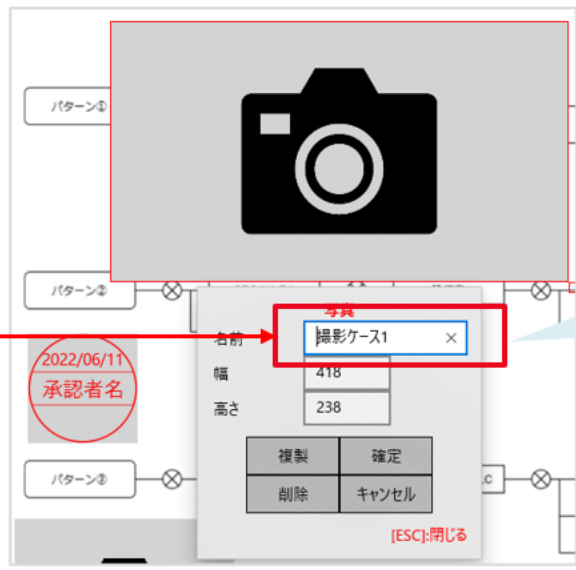 パターン①
パターン②
写真
名前
撮影ケース1
×
幅
418
高さ
238
複製
確定
削除
キャンセル
[ESC]:閉じる
2022/06/11
承認者名
パターン③